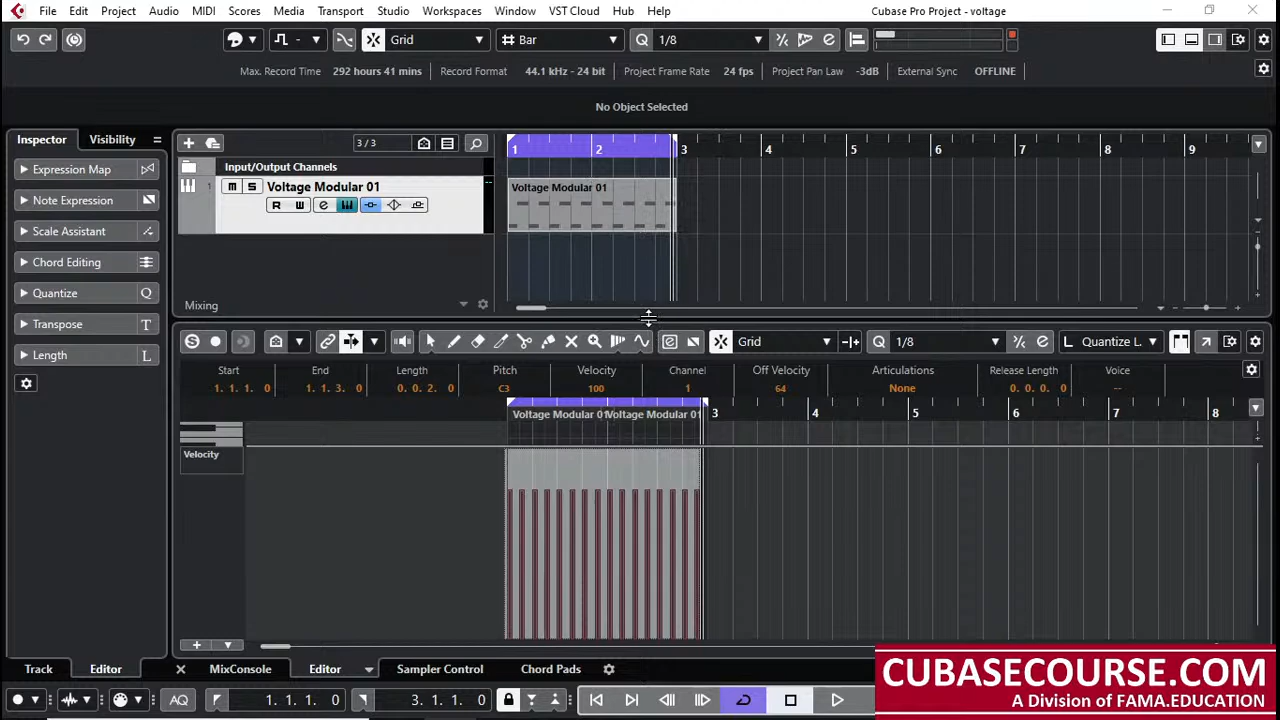 File Edit Project Audio MIDI Scores Media Transport Studio Workspaces Window VST Cloud Hub Help Cubase Pro Project - voltage
- Grid Bar 1/8
Max. Record Time 292 hours 41 mins Record Format 44.1 kHz - 24 bit Project Frame Rate 24 fps Project Pan Law -3dB External Sync OFFLINE
No Object Selected
Inspector Visibility
3 / 3
1 2 3 4 5 6 7 8 9
Input/Output Channels
Expression Map
1 m S Voltage Modular 01
R W e
Voltage Modular 01
Note Expression
Scale Assistant
Chord Editing
Quantize Q
Mixing
Transpose T
Length L
S Grid 1/8 e L Quantize L.
Start End Length Pitch Velocity Channel Off Velocity Articulations Release Length Voice
1. 1. 1. 0 1. 1. 3. 0 0. 0. 2. 0 C3 100 1 64 None 0. 0. 0. 0 --
Voltage Modular 01 Voltage Modular 01 3 4 5 6 7 8
Velocity
Track Editor MixConsole Editor Sampler Control Chord Pads
AQ 1. 1. 1. 0 3. 1. 1. 0
CUBASECOURSE.COM
A Division of FAMA.EDUCATION